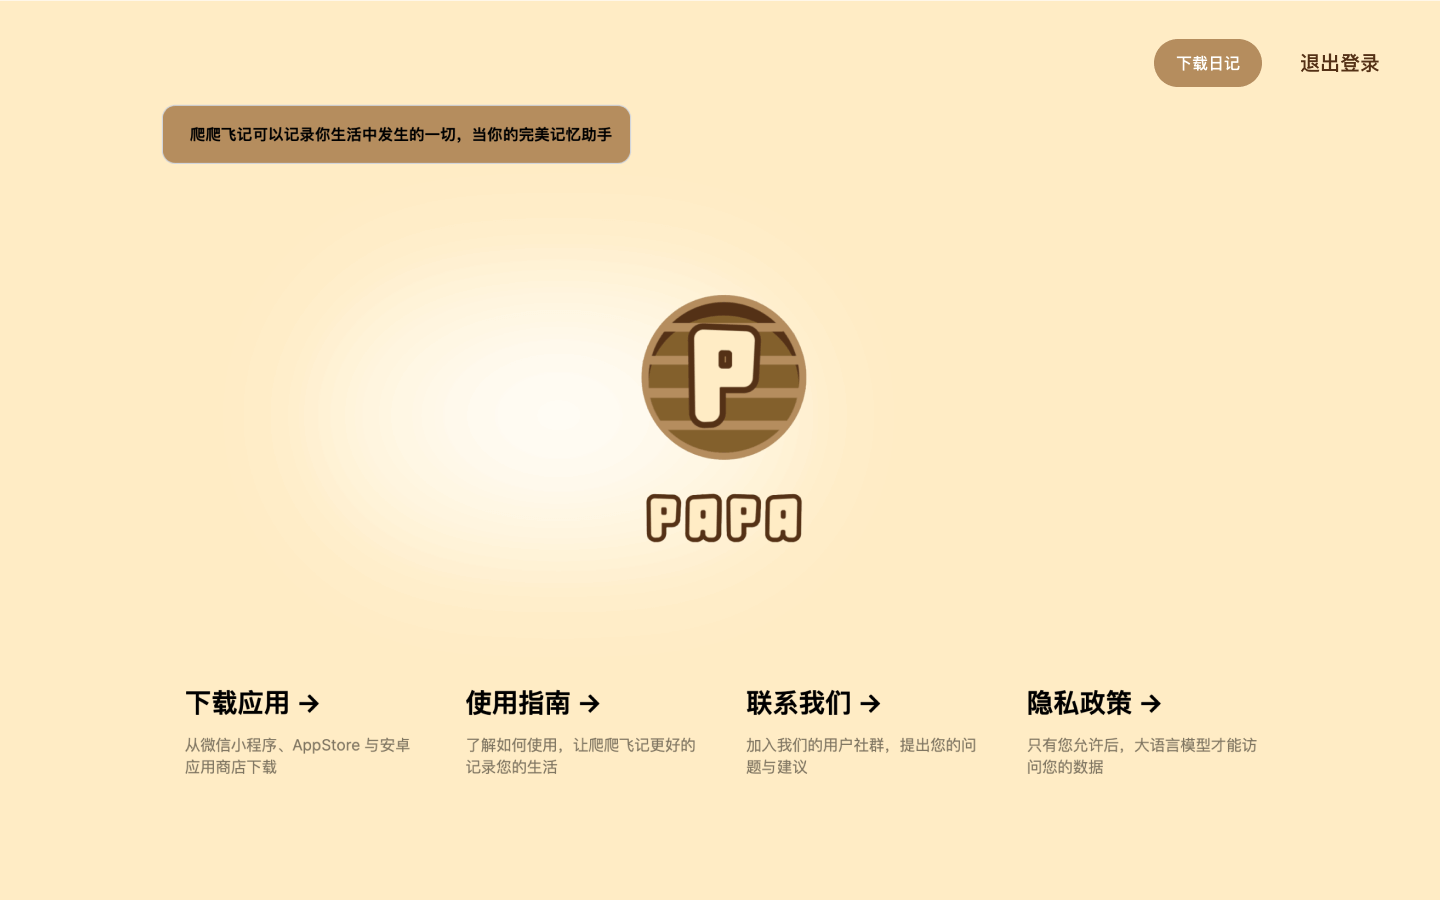 下载日记
退出登录
爬爬飞记可以记录你生活中发生的一切，当你的完美记忆助手
P
PAPA
下载应用 →
从微信小程序、AppStore 与安卓
应用商店下载
使用指南 →
了解如何使用，让爬爬飞记更好的
记录您的生活
联系我们 →
加入我们的用户社群，提出您的问
题与建议
隐私政策 →
只有您允许后，大语言模型才能访
问您的数据